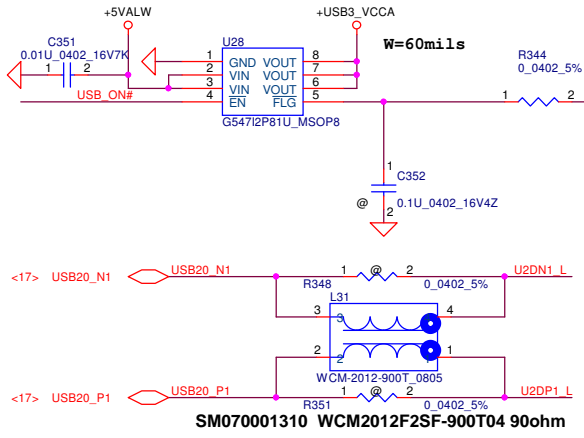 +5VALW
+USB3_VCCA
C351
0.01U_0402_16V7K
1 2
U28
W=60mils
1 GND VOUT 8
2 VIN VOUT 7
3 VIN VOUT 6
4 EN FLG 5
USB_ON#
G547I2P81U_MSOP8
R344
0_0402_5%
1 2
1
C352
@ 0.1U_0402_16V4Z
2
<17> USB20_N1 USB20_N1
1 @ 2
R348 0_0402_5%
U2DN1_L
L31
3 3 4
2 2 1
WCM-2012-900T_0805
<17> USB20_P1 USB20_P1
1 @ 2
R351 0_0402_5%
U2DP1_L
SM070001310 WCM2012F2SF-900T04 90ohm